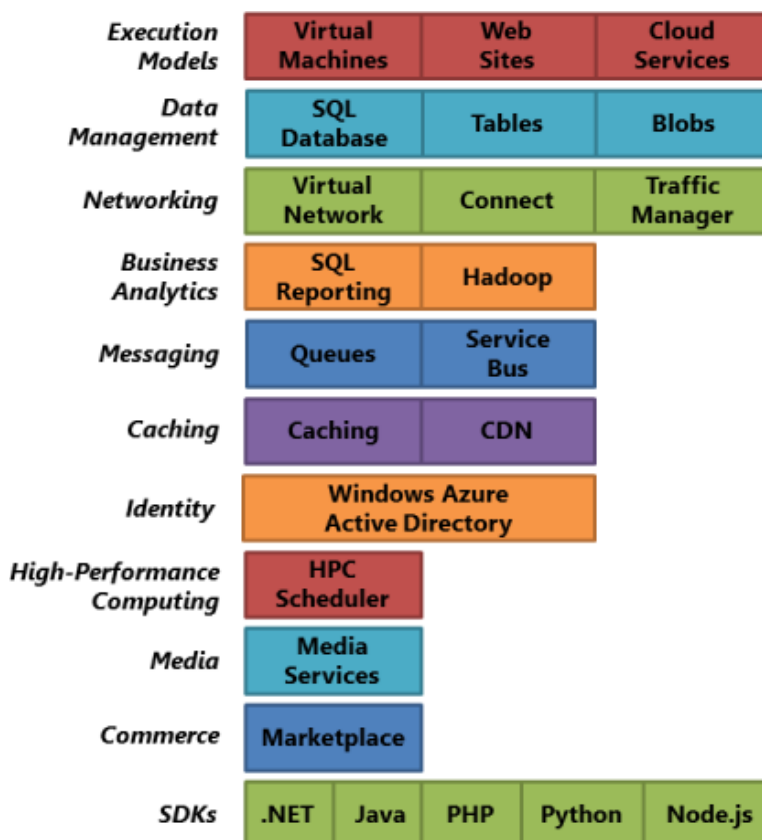 Execution
Models
Virtual
Machines
Web
Sites
Cloud
Services
Data
Management
SQL
Database
Tables
Blobs
Networking
Virtual
Network
Connect
Traffic
Manager
Business
Analytics
SQL
Reporting
Hadoop
Messaging
Queues
Service
Bus
Caching
Caching
CDN
Identity
Windows Azure
Active Directory
High-Performance
Computing
HPC
Scheduler
Media
Media
Services
Commerce
Marketplace
SDKs
.NET
Java
PHP
Python
Node.js